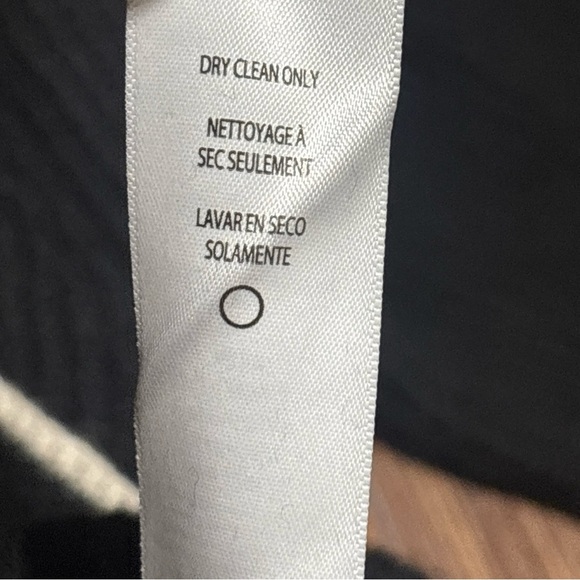 DRY CLEAN ONLY
NETTOYAGE À
SEC SEULEMENT
LAVAR EN SECO
SOLAMENTE